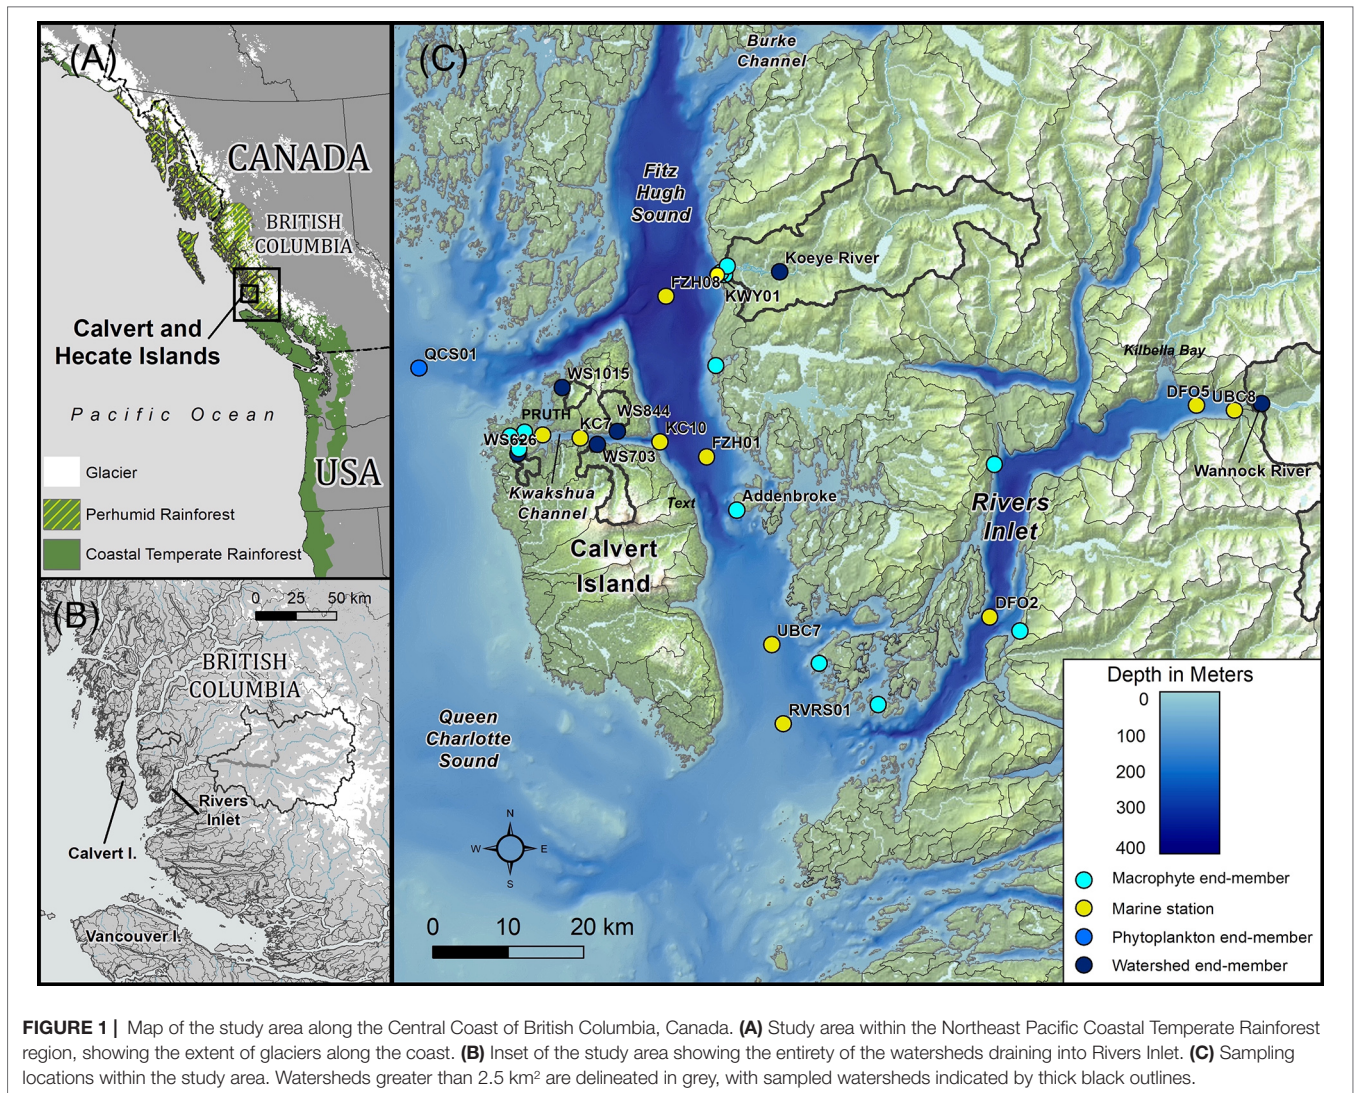 (A)
CANADA
BRITISH
COLUMBIA
Calvert and
Hecate Islands
Pacific Ocean
USA
Glacier
Perhumid Rainforest
Coastal Temperate Rainforest
(B)
0 25 50 km
BRITISH
COLUMBIA
Rivers
Inlet
Calvert I.
Vancouver I.
(C)
Burke
Channel
Fitz
Hugh
Sound
Koeye River
FZH08
KWY01
QCS01
Kilbella Bay
WS1015
DFO5
UBC8
PRUTH
WS844
KC7
KC10
WS626
WS703
FZH01
Wannock River
Kwakshua
Channel
Text
Addenbroke
Rivers
Inlet
Calvert
Island
DFO2
UBC7
RVRS01
Queen
Charlotte
Sound
N
W E
S
0 10 20 km
Depth in Meters
0
100
200
300
400
Macrophyte end-member
Marine station
Phytoplankton end-member
Watershed end-member
FIGURE 1 | Map of the study area along the Central Coast of British Columbia, Canada. (A) Study area within the Northeast Pacific Coastal Temperate Rainforest
region, showing the extent of glaciers along the coast. (B) Inset of the study area showing the entirety of the watersheds draining into Rivers Inlet. (C) Sampling
locations within the study area. Watersheds greater than 2.5 km² are delineated in grey, with sampled watersheds indicated by thick black outlines.